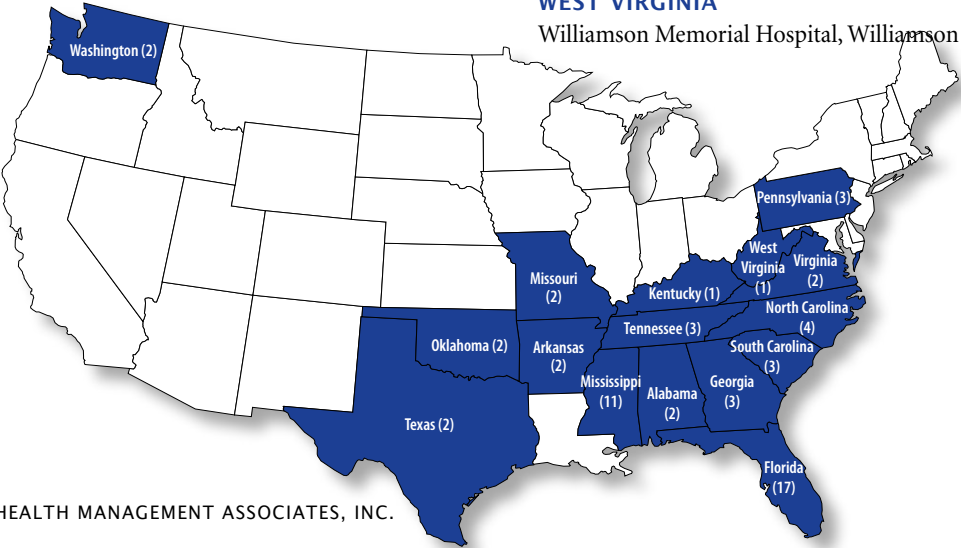 WEST VIRGINIA
Williamson Memorial Hospital, Williamson
Washington (2)
Pennsylvania (3)
West
Virginia
(1)
Virginia
(2)
Missouri
(2)
Kentucky (1)
North Carolina
(4)
Tennessee (3)
Oklahoma (2)
Arkansas
(2)
South Carolina
(3)
Mississippi
(11)
Alabama
(2)
Georgia
(3)
Texas (2)
Florida
(17)
HEALTH MANAGEMENT ASSOCIATES, INC.